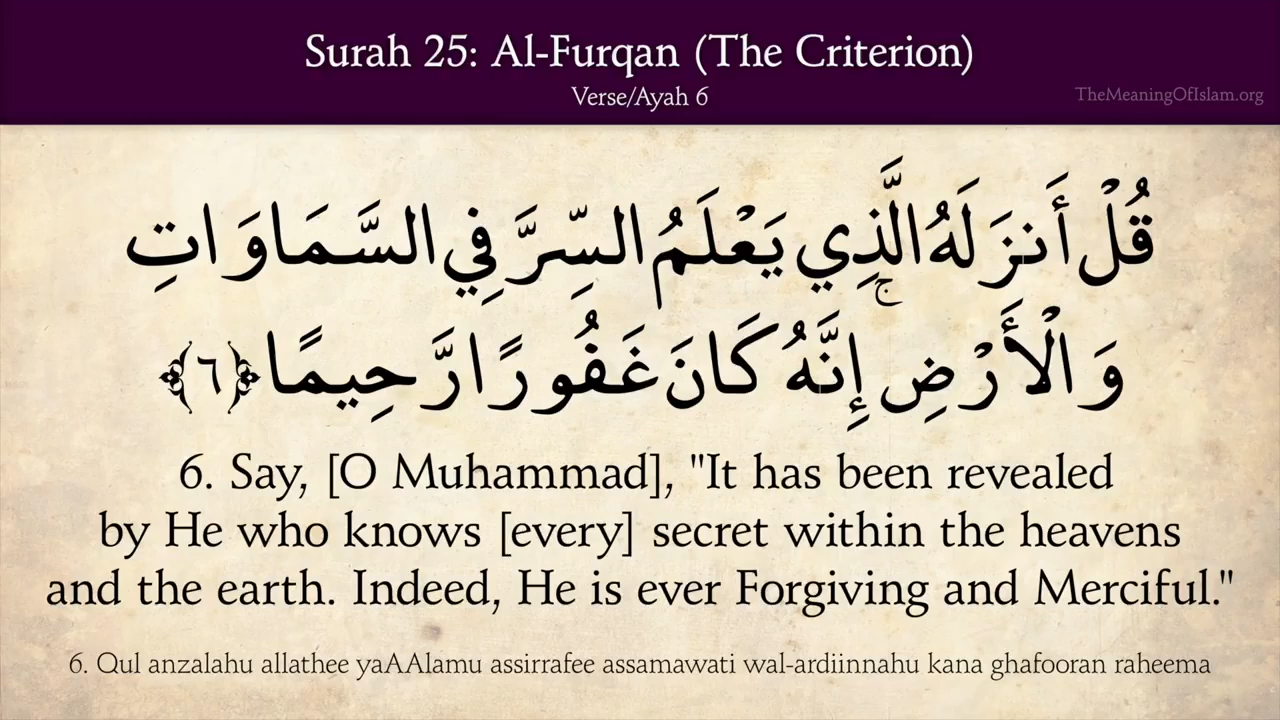 Surah 25: Al-Furqan (The Criterion)
Verse/Ayah 6
TheMeaningOfIslam.org
قُلْ أَنزَلَهُ الَّذِي يَعْلَمُ السِّرَّ فِي السَّمَاوَاتِ
وَالْأَرْضِ ۚ إِنَّهُ كَانَ غَفُورًا رَّحِيمًا ﴿٦﴾
6. Say, [O Muhammad], "It has been revealed
by He who knows [every] secret within the heavens
and the earth. Indeed, He is ever Forgiving and Merciful."
6. Qul anzalahu allathee yaAAlamu assirrafee assamawati wal-ardiinnahu kana ghafooran raheema